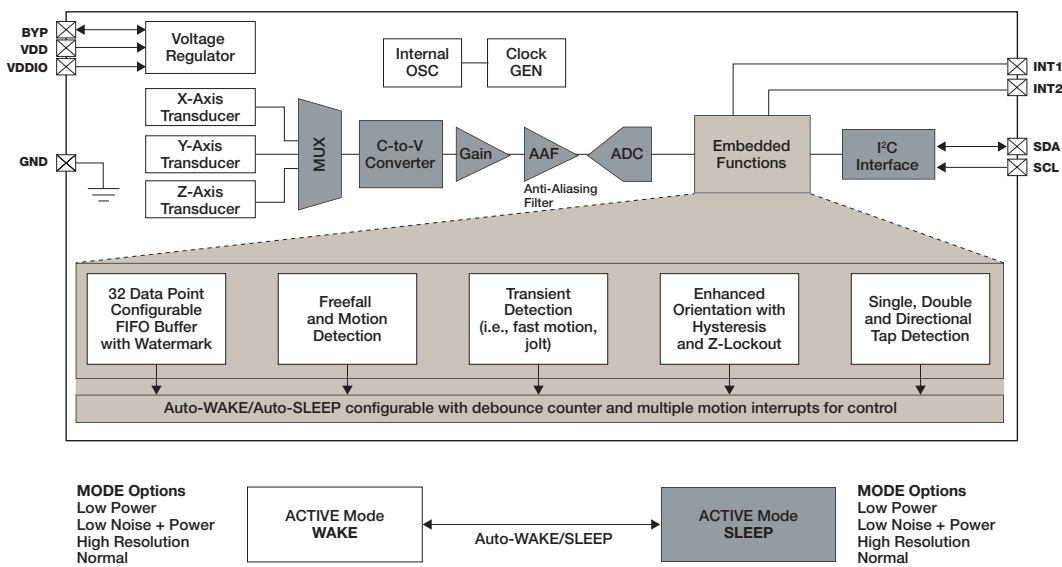 BYP
VDD
VDDIO
GND
Voltage
Regulator
Internal
OSC
Clock
GEN
INT1
INT2
X-Axis
Transducer
Y-Axis
Transducer
Z-Axis
Transducer
MUX
C-to-V
Converter
Gain
AAF
Anti-Aliasing
Filter
ADC
Embedded
Functions
I²C
Interface
SDA
SCL
32 Data Point
Configurable
FIFO Buffer
with Watermark
Freefall
and Motion
Detection
Transient
Detection
(i.e., fast motion,
jolt)
Enhanced
Orientation with
Hysteresis
and Z-Lockout
Single, Double
and Directional
Tap Detection
Auto-WAKE/Auto-SLEEP configurable with debounce counter and multiple motion interrupts for control
MODE Options
Low Power
Low Noise + Power
High Resolution
Normal
ACTIVE Mode
WAKE
Auto-WAKE/SLEEP
ACTIVE Mode
SLEEP
MODE Options
Low Power
Low Noise + Power
High Resolution
Normal